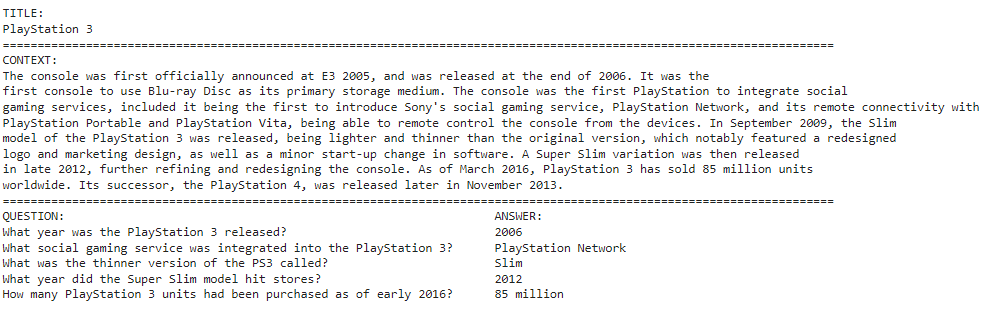 TITLE:
PlayStation 3
=======================================================================================================================
CONTEXT:
The console was first officially announced at E3 2005, and was released at the end of 2006. It was the
first console to use Blu-ray Disc as its primary storage medium. The console was the first PlayStation to integrate social
gaming services, included it being the first to introduce Sony's social gaming service, PlayStation Network, and its remote connectivity with
PlayStation Portable and PlayStation Vita, being able to remote control the console from the devices. In September 2009, the Slim
model of the PlayStation 3 was released, being lighter and thinner than the original version, which notably featured a redesigned
logo and marketing design, as well as a minor start-up change in software. A Super Slim variation was then released
in late 2012, further refining and redesigning the console. As of March 2016, PlayStation 3 has sold 85 million units
worldwide. Its successor, the PlayStation 4, was released later in November 2013.
=======================================================================================================================
QUESTION: ANSWER:
What year was the PlayStation 3 released? 2006
What social gaming service was integrated into the PlayStation 3? PlayStation Network
What was the thinner version of the PS3 called? Slim
What year did the Super Slim model hit stores? 2012
How many PlayStation 3 units had been purchased as of early 2016? 85 million